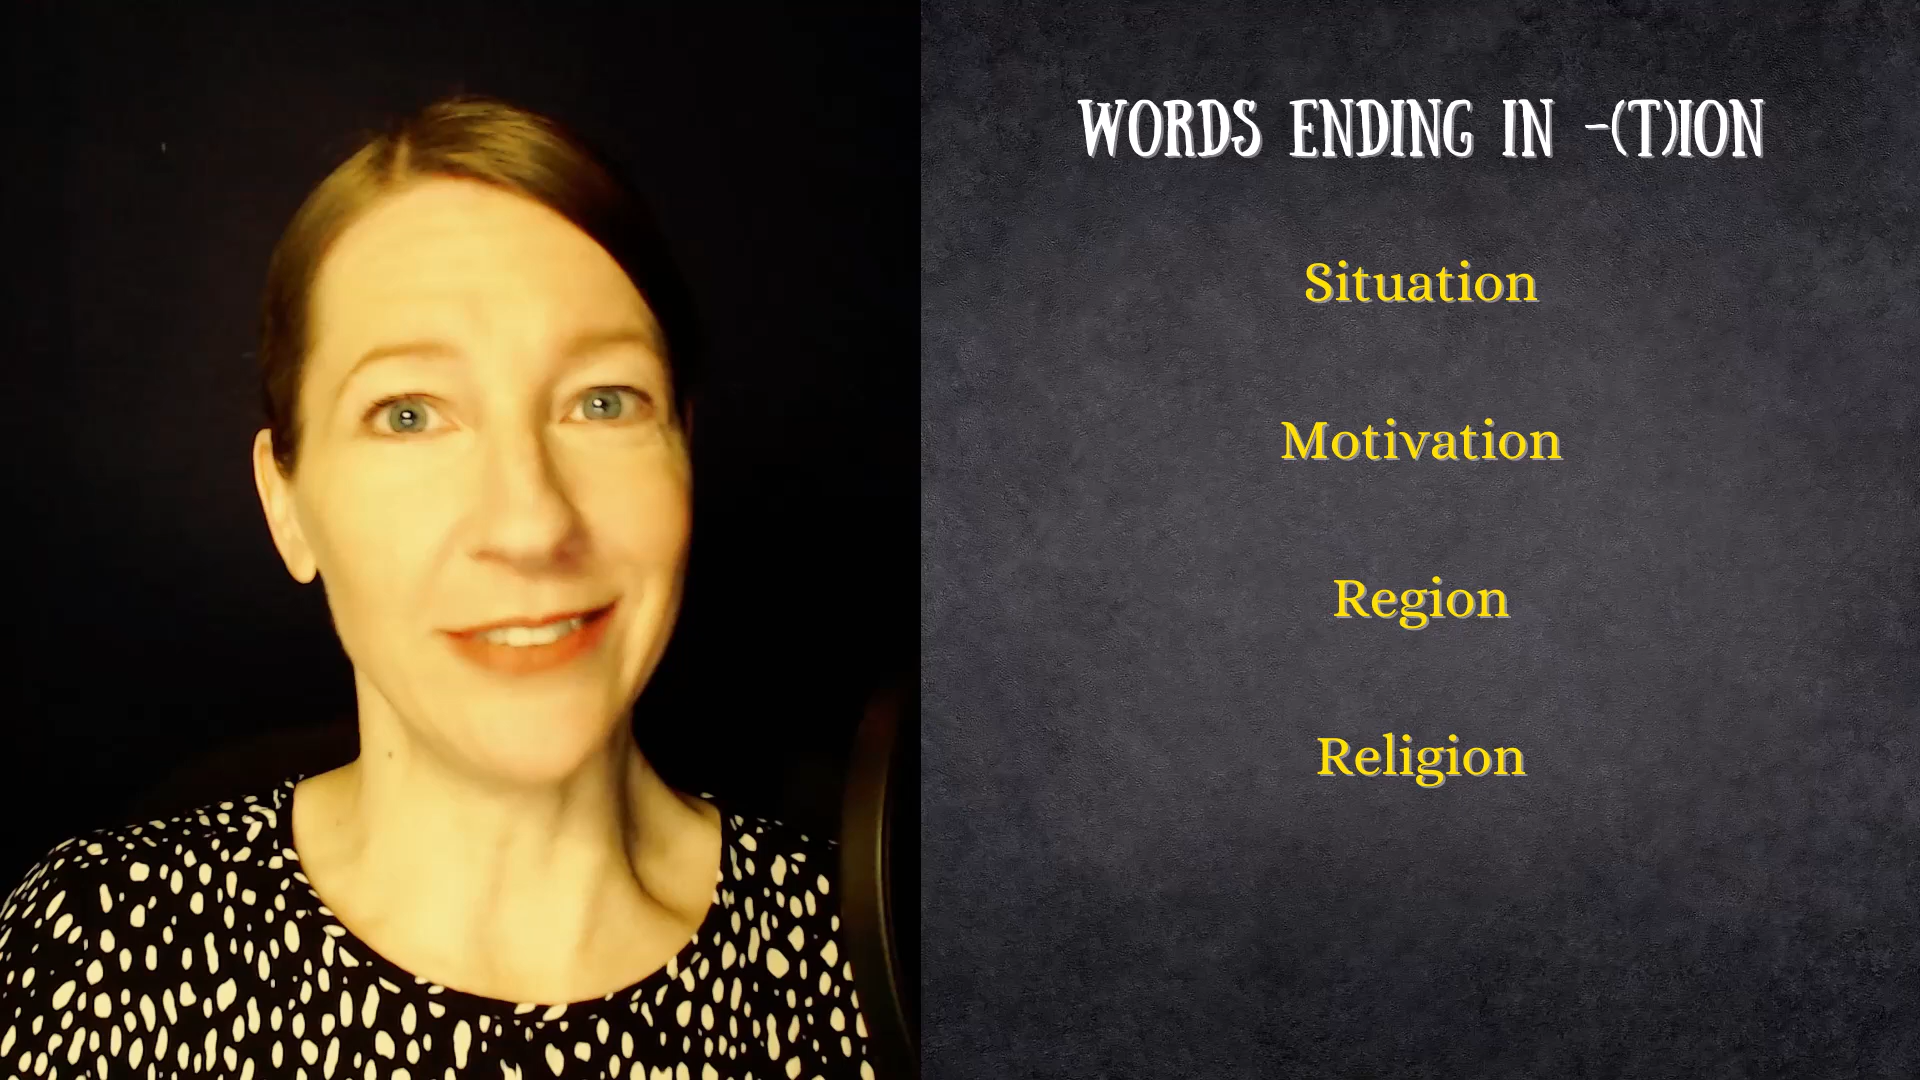 WORDS ENDING IN -(T)ION
Situation
Motivation
Region
Religion